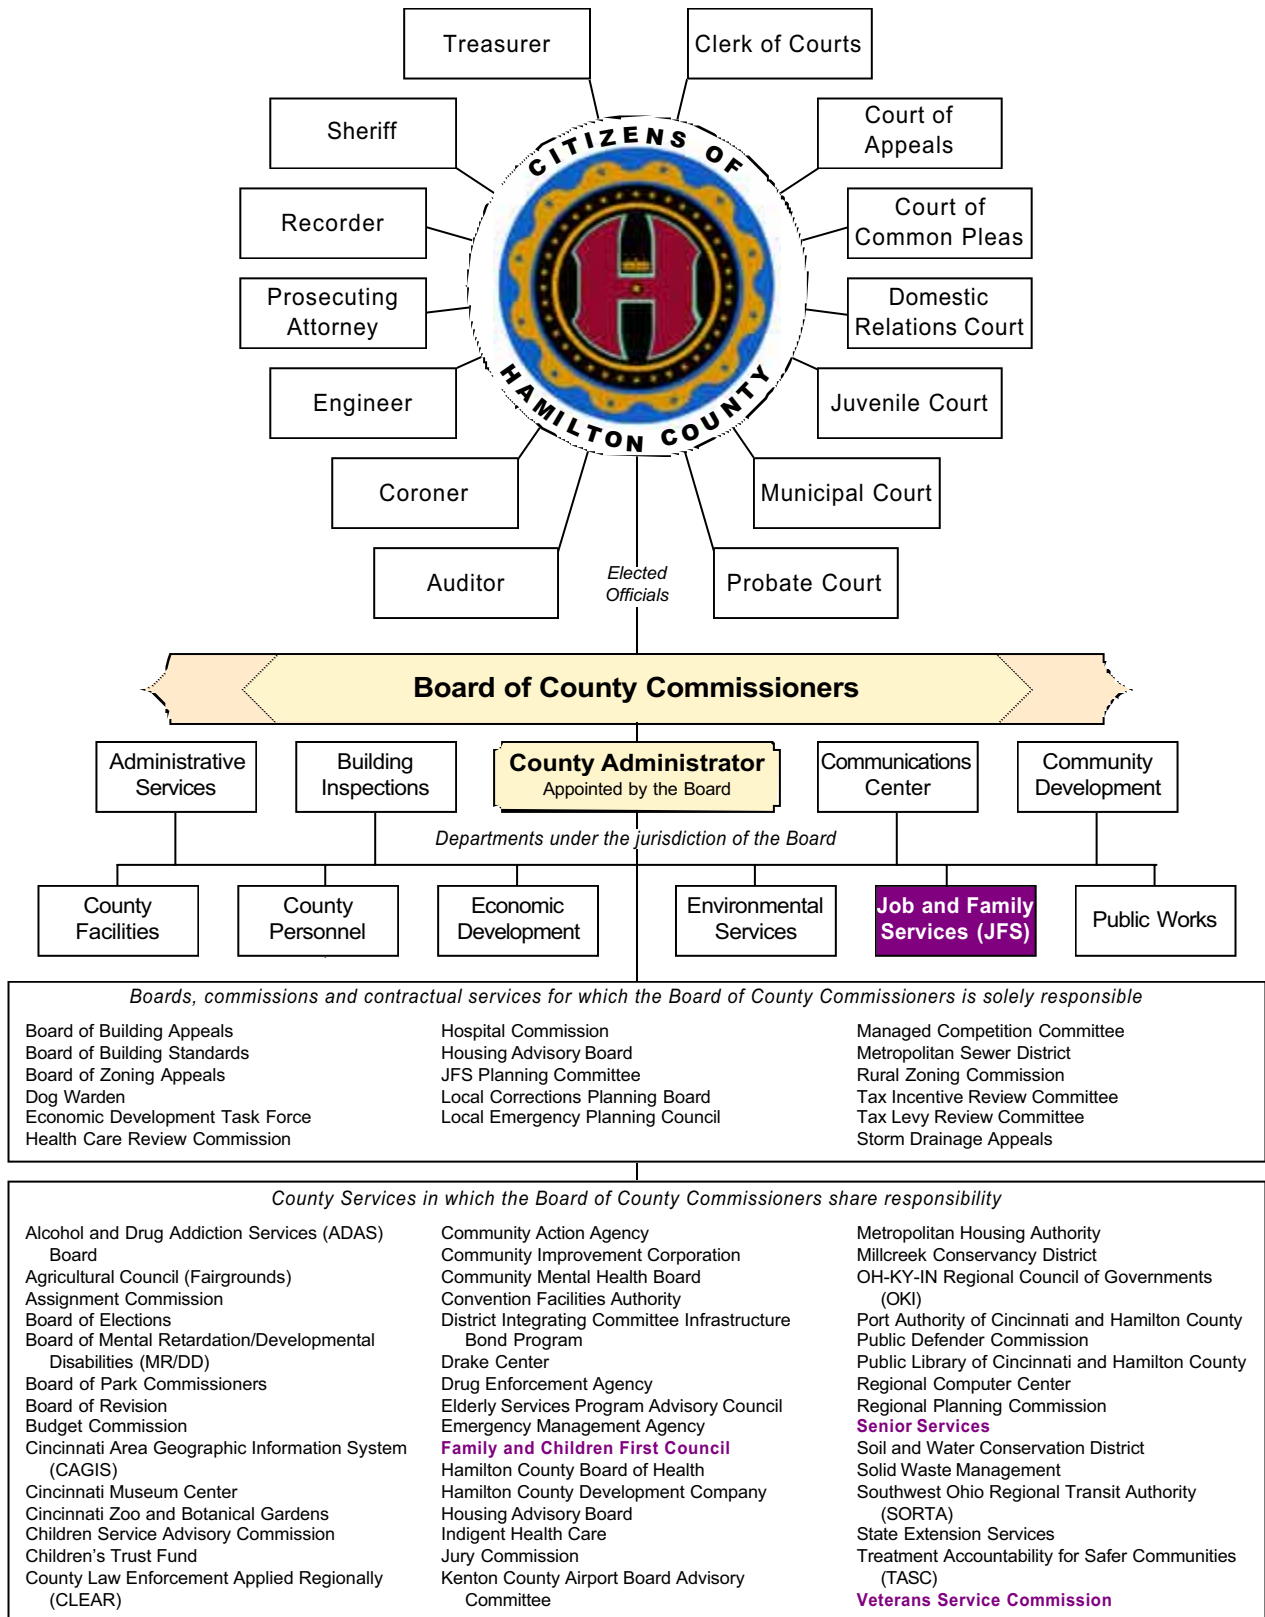 Treasurer
Clerk of Courts
Sheriff
Court of
Appeals
Recorder
Court of
Common Pleas
Prosecuting
Attorney
Domestic
Relations Court
Engineer
Juvenile Court
Coroner
Municipal Court
Auditor
Probate Court
CITIZENS OF
H
HAMILTON COUNTY
Elected
Officials
Board of County Commissioners
Administrative
Services
Building
Inspections
County Administrator
Appointed by the Board
Communications
Center
Community
Development
Departments under the jurisdiction of the Board
County
Facilities
County
Personnel
Economic
Development
Environmental
Services
Job and Family
Services (JFS)
Public Works
Boards, commissions and contractual services for which the Board of County Commissioners is solely responsible
Board of Building Appeals
Board of Building Standards
Board of Zoning Appeals
Dog Warden
Economic Development Task Force
Health Care Review Commission
Hospital Commission
Housing Advisory Board
JFS Planning Committee
Local Corrections Planning Board
Local Emergency Planning Council
Managed Competition Committee
Metropolitan Sewer District
Rural Zoning Commission
Tax Incentive Review Committee
Tax Levy Review Committee
Storm Drainage Appeals
County Services in which the Board of County Commissioners share responsibility
Alcohol and Drug Addiction Services (ADAS)
Board
Agricultural Council (Fairgrounds)
Assignment Commission
Board of Elections
Board of Mental Retardation/Developmental
Disabilities (MR/DD)
Board of Park Commissioners
Board of Revision
Budget Commission
Cincinnati Area Geographic Information System
(CAGIS)
Cincinnati Museum Center
Cincinnati Zoo and Botanical Gardens
Children Service Advisory Commission
Children's Trust Fund
County Law Enforcement Applied Regionally
(CLEAR)
Community Action Agency
Community Improvement Corporation
Community Mental Health Board
Convention Facilities Authority
District Integrating Committee Infrastructure
Bond Program
Drake Center
Drug Enforcement Agency
Elderly Services Program Advisory Council
Emergency Management Agency
Family and Children First Council
Hamilton County Board of Health
Hamilton County Development Company
Housing Advisory Board
Indigent Health Care
Jury Commission
Kenton County Airport Board Advisory
Committee
Metropolitan Housing Authority
Millcreek Conservancy District
OH-KY-IN Regional Council of Governments
(OKI)
Port Authority of Cincinnati and Hamilton County
Public Defender Commission
Public Library of Cincinnati and Hamilton County
Regional Computer Center
Regional Planning Commission
Senior Services
Soil and Water Conservation District
Solid Waste Management
Southwest Ohio Regional Transit Authority
(SORTA)
State Extension Services
Treatment Accountability for Safer Communities
(TASC)
Veterans Service Commission